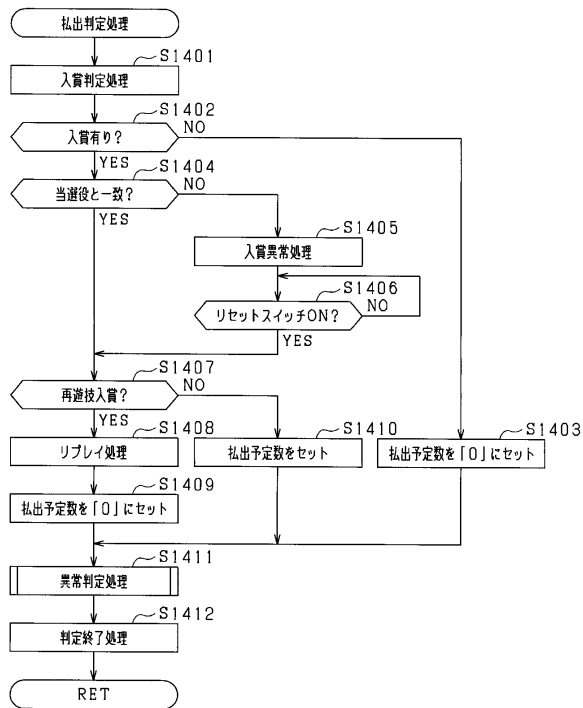 払出判定処理
S1401
入賞判定処理
S1402
入賞有り?
NO
YES
S1404
当選役と一致?
NO
YES
S1405
入賞異常処理
S1406
リセットスイッチON?
NO
YES
S1407
再遊技入賞?
NO
YES
S1408
リプレイ処理
S1410
払出予定数をセット
S1403
払出予定数を「0」にセット
S1409
払出予定数を「0」にセット
S1411
異常判定処理
S1412
判定終了処理
RET